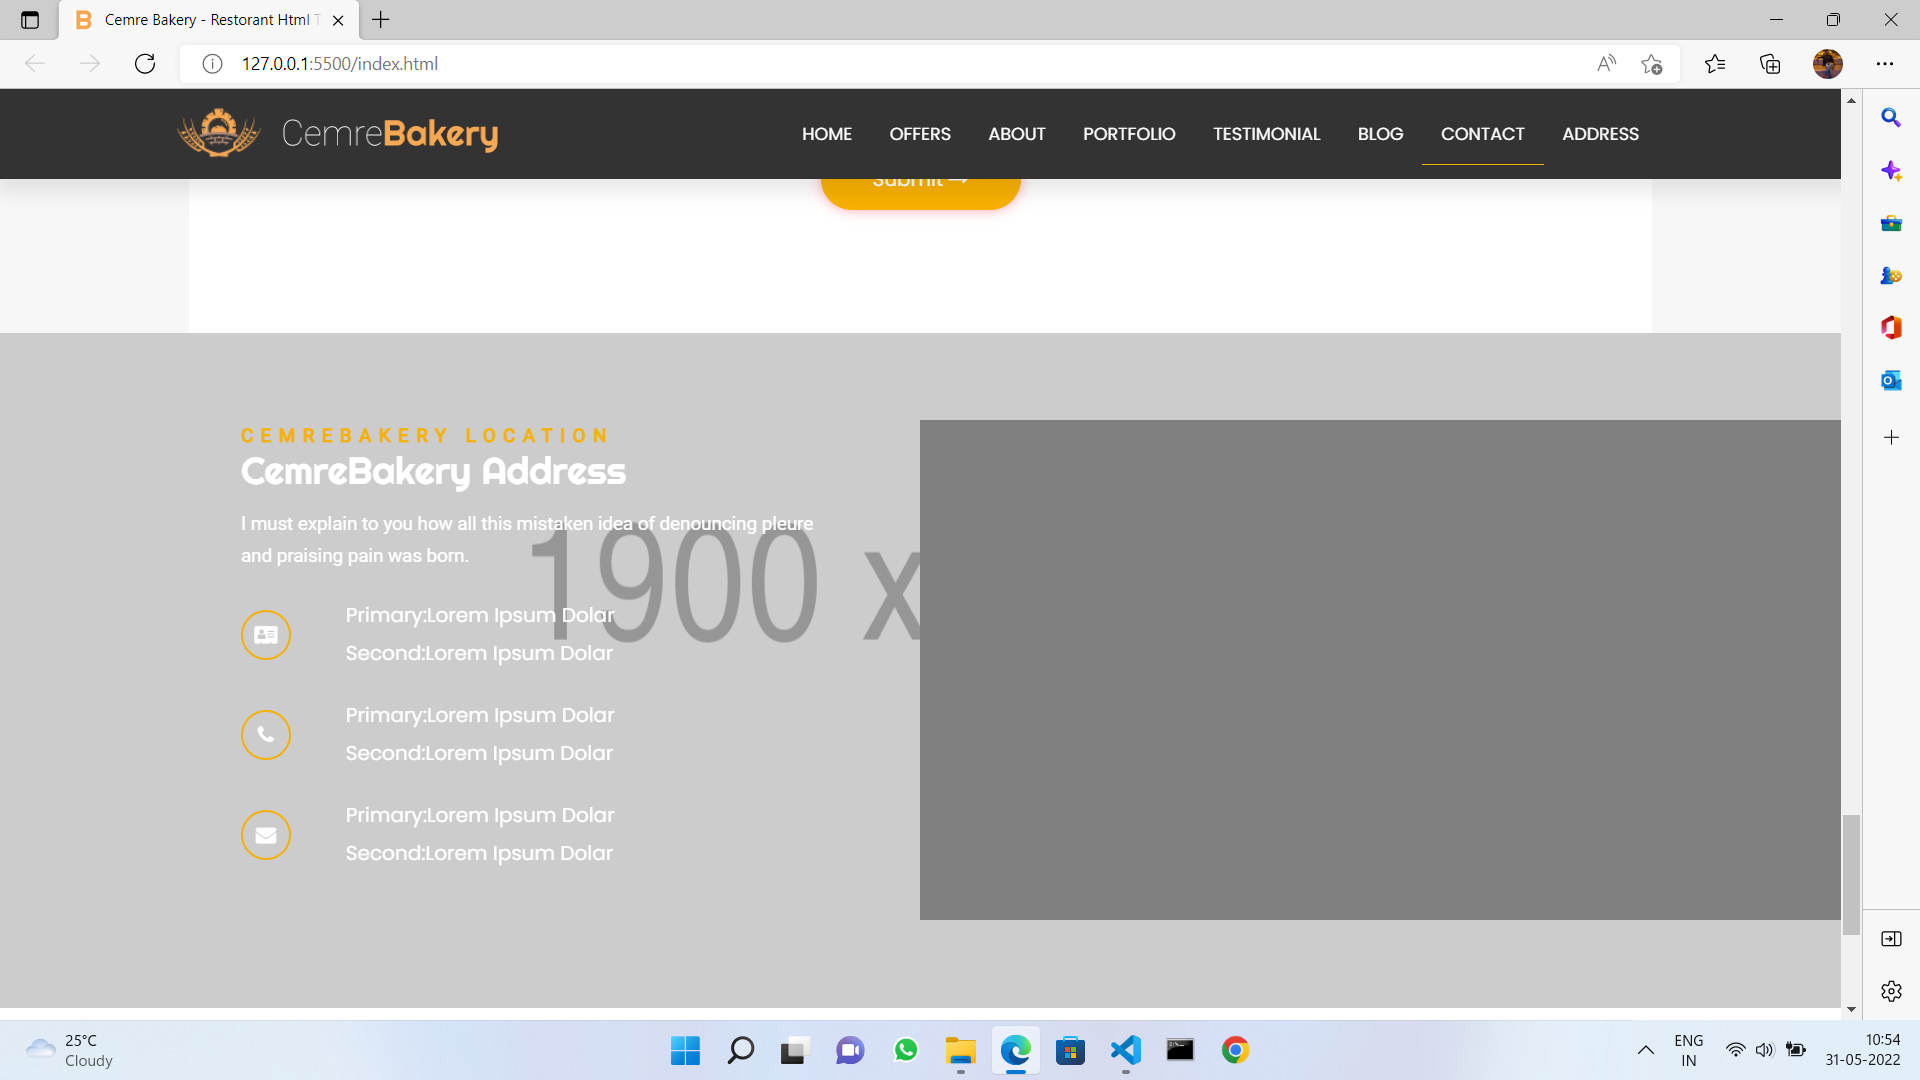 Cemre Bakery - Restorant Html T
127.0.0.1:5500/index.html
CemreBakery
HOME OFFERS ABOUT PORTFOLIO TESTIMONIAL BLOG CONTACT ADDRESS
Submit
CEMREBAKERY LOCATION
CemreBakery Address
I must explain to you how all this mistaken idea of denouncing pleure
and praising pain was born.
1900 x
Primary:Lorem Ipsum Dolar
Second:Lorem Ipsum Dolar
Primary:Lorem Ipsum Dolar
Second:Lorem Ipsum Dolar
Primary:Lorem Ipsum Dolar
Second:Lorem Ipsum Dolar
25°C
Cloudy
ENG
IN
10:54
31-05-2022